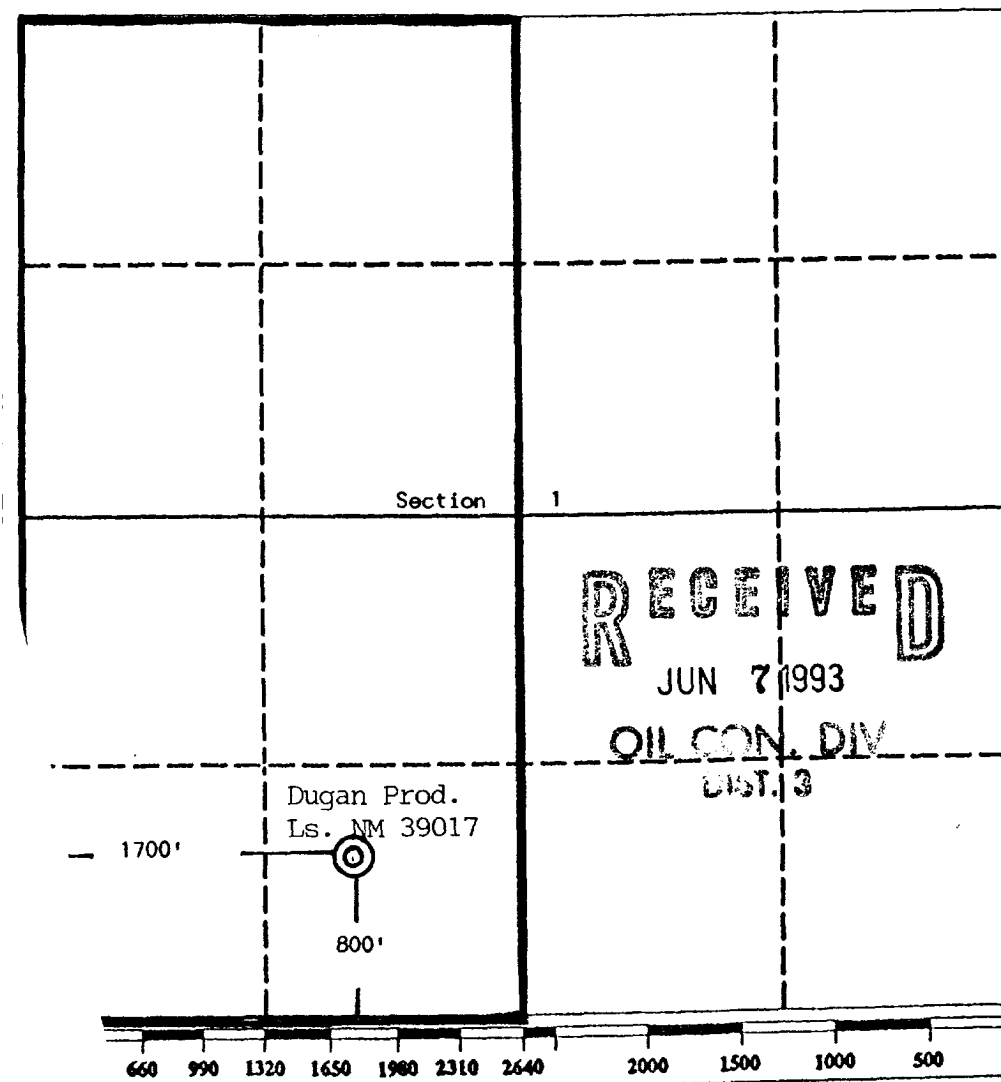 Section 1
RECEIVED
JUN 7 1993
OIL CON. DIV
DIST. 3
Dugan Prod.
Ls. NM 39017
1700'
800'
660 990 1320 1650 1980 2310 2640 2000 1500 1000 500